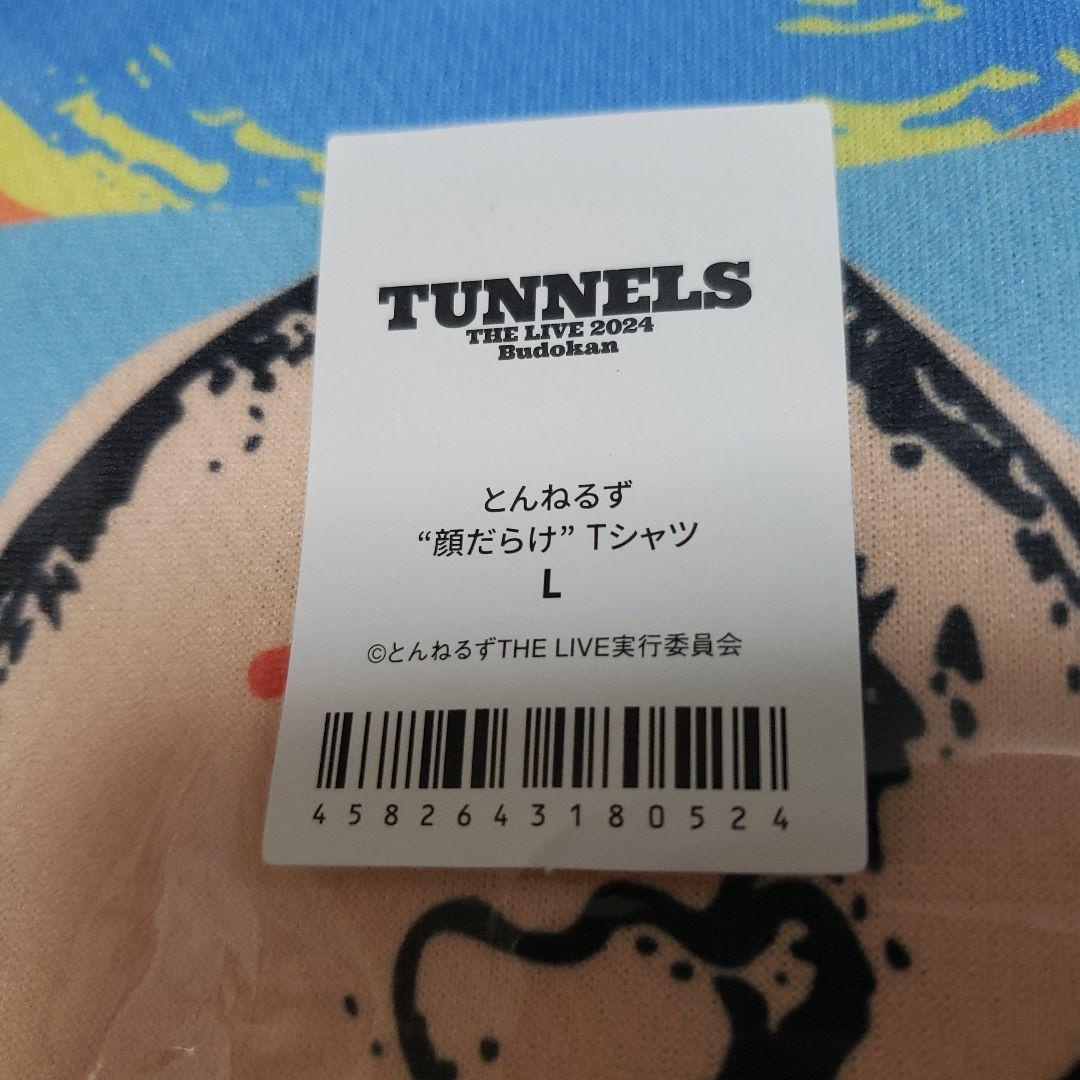 TUNNELS
THE LIVE 2024
Budokan
とんねるず
“顔だらけ” Tシャツ
L
©とんねるずTHE LIVE実行委員会
4582643180524